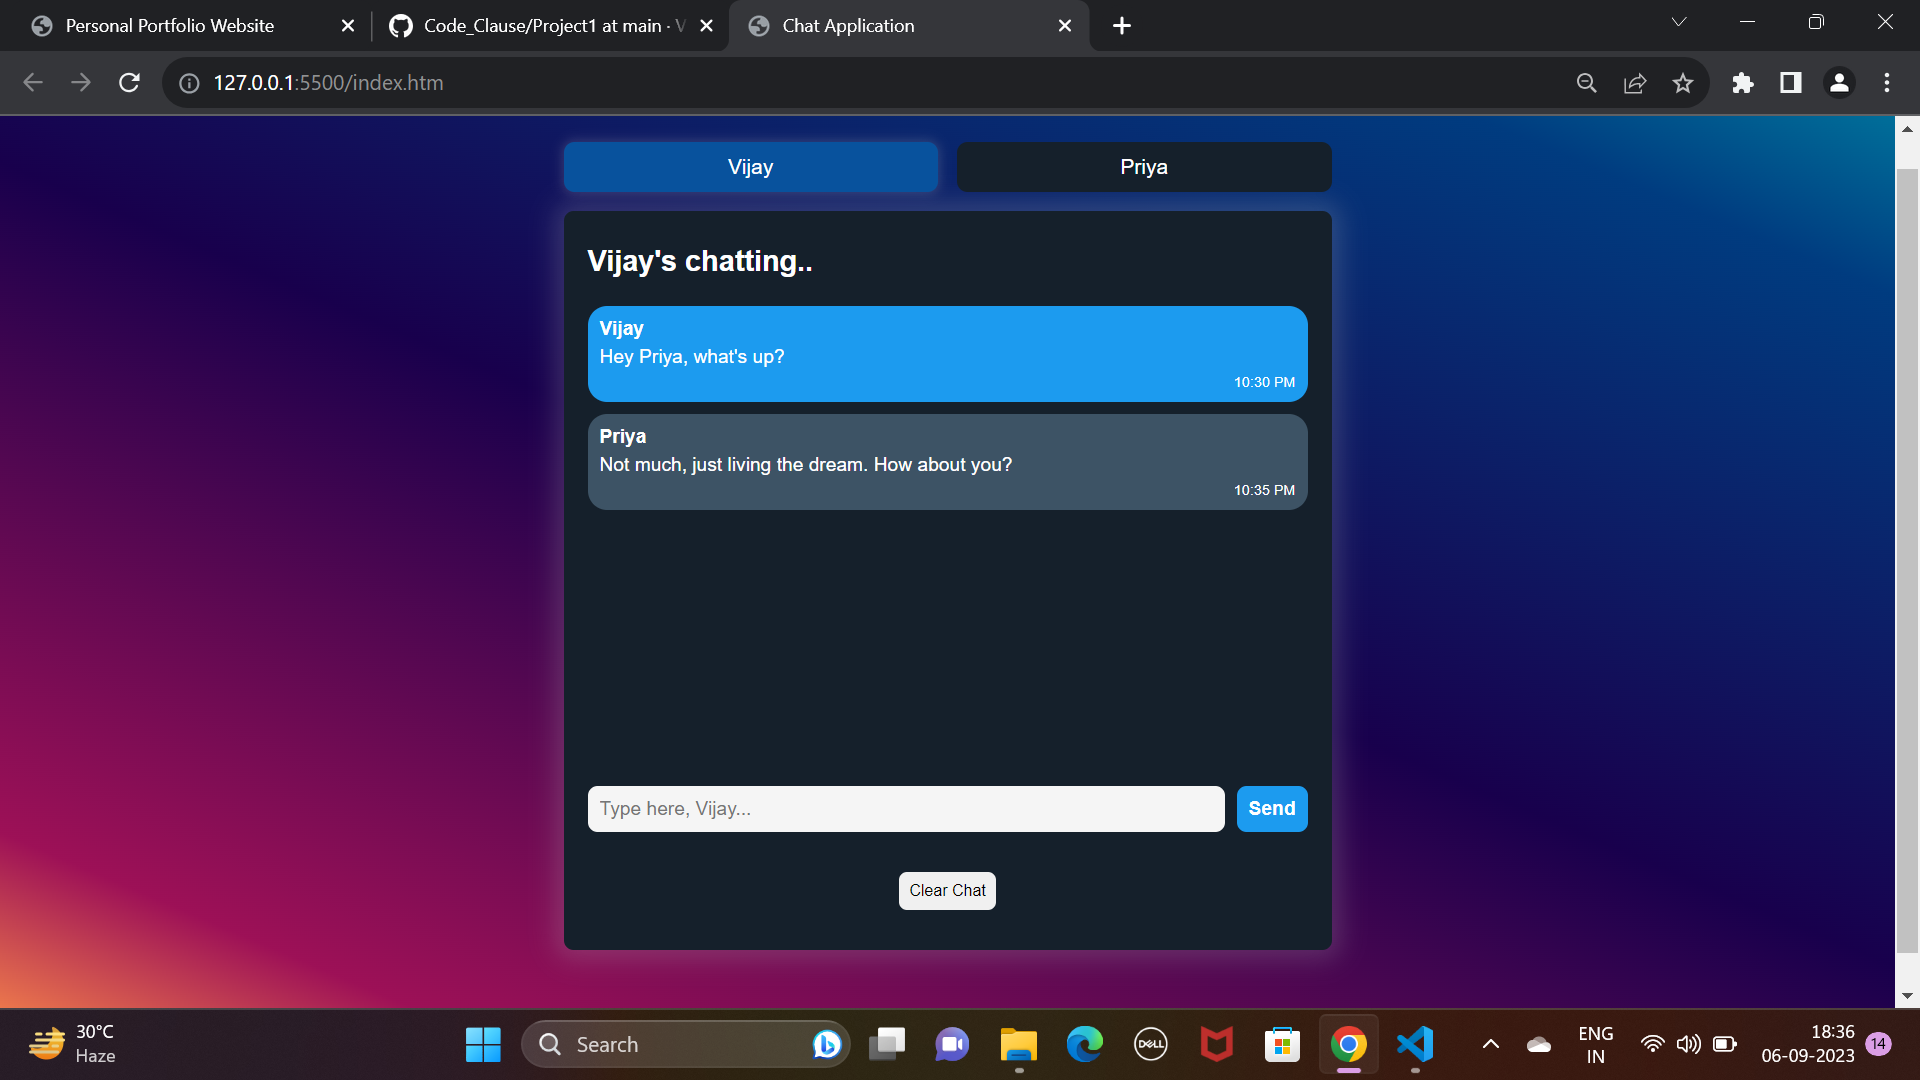 Personal Portfolio Website
Code_Clause/Project1 at main · V
Chat Application
127.0.0.1:5500/index.htm
Vijay
Priya
Vijay's chatting..
Vijay
Hey Priya, what's up?
10:30 PM
Priya
Not much, just living the dream. How about you?
10:35 PM
Type here, Vijay...
Send
Clear Chat
30°C
Haze
Search
DELL
ENG
IN
18:36
06-09-2023
14